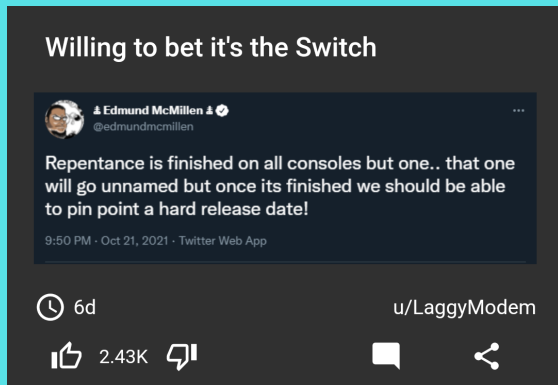 Willing to bet it's the Switch
Edmund McMillen
@edmundmcmillen
Repentance is finished on all consoles but one.. that one
will go unnamed but once its finished we should be able
to pin point a hard release date!
9:50 PM · Oct 21, 2021 · Twitter Web App
6d
u/LaggyModem
2.43K